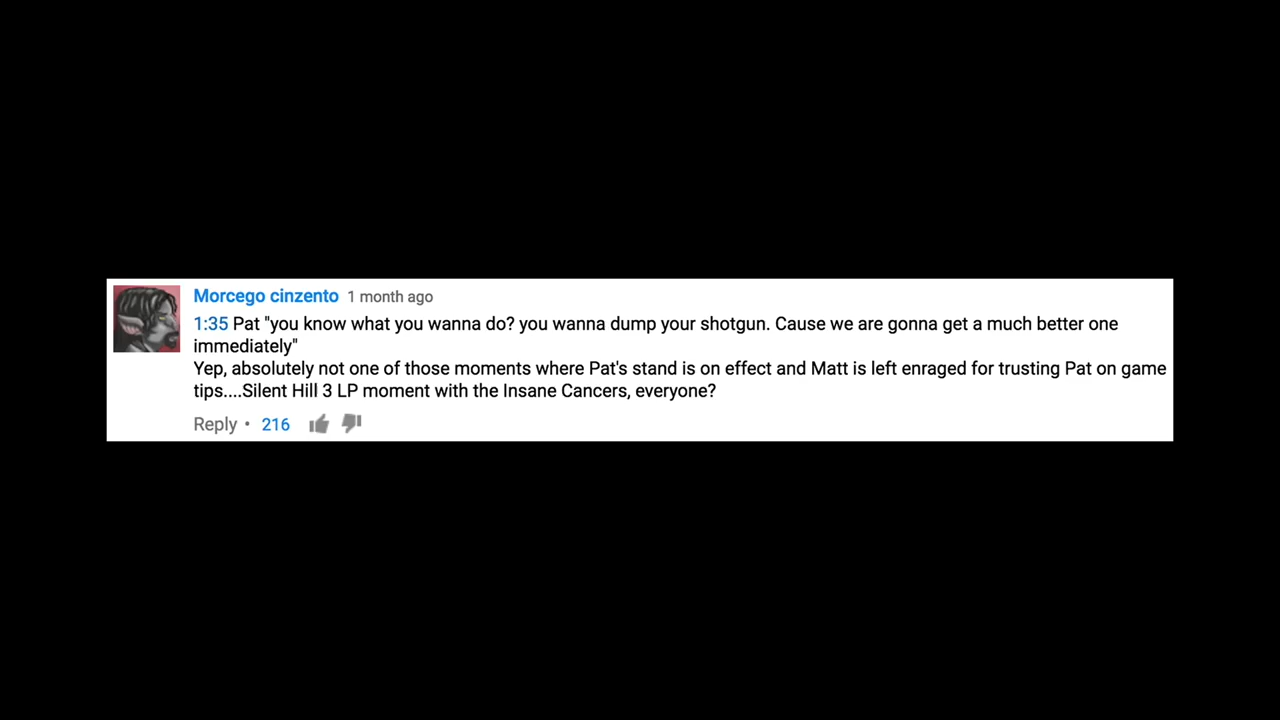 Morcego cinzento 1 month ago
1:35 Pat "you know what you wanna do? you wanna dump your shotgun. Cause we are gonna get a much better one
immediately"
Yep, absolutely not one of those moments where Pat's stand is on effect and Matt is left enraged for trusting Pat on game
tips....Silent Hill 3 LP moment with the Insane Cancers, everyone?
Reply • 216